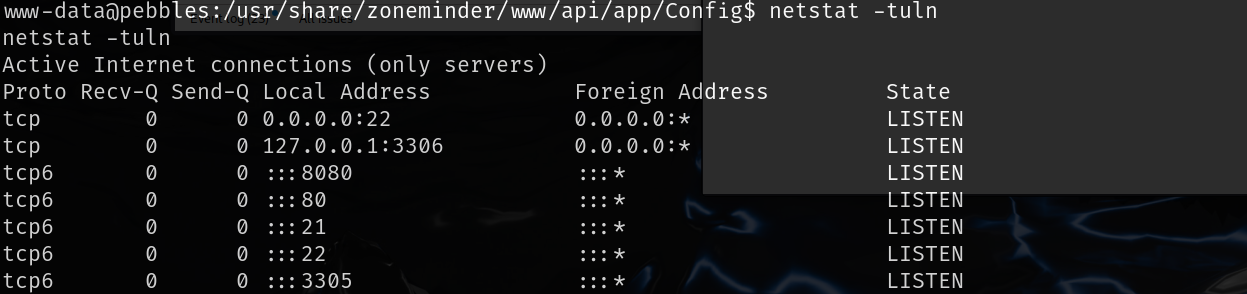 www-data@pebbles:/usr/share/zoneminder/www/api/app/Config$ netstat -tuln
netstat -tuln
Active Internet connections (only servers)
Proto Recv-Q Send-Q Local Address           Foreign Address         State
tcp        0      0 0.0.0.0:22              0.0.0.0:*               LISTEN
tcp        0      0 127.0.0.1:3306          0.0.0.0:*               LISTEN
tcp6       0      0 :::8080                 :::*                    LISTEN
tcp6       0      0 :::80                   :::*                    LISTEN
tcp6       0      0 :::21                   :::*                    LISTEN
tcp6       0      0 :::22                   :::*                    LISTEN
tcp6       0      0 :::3305                 :::*                    LISTEN